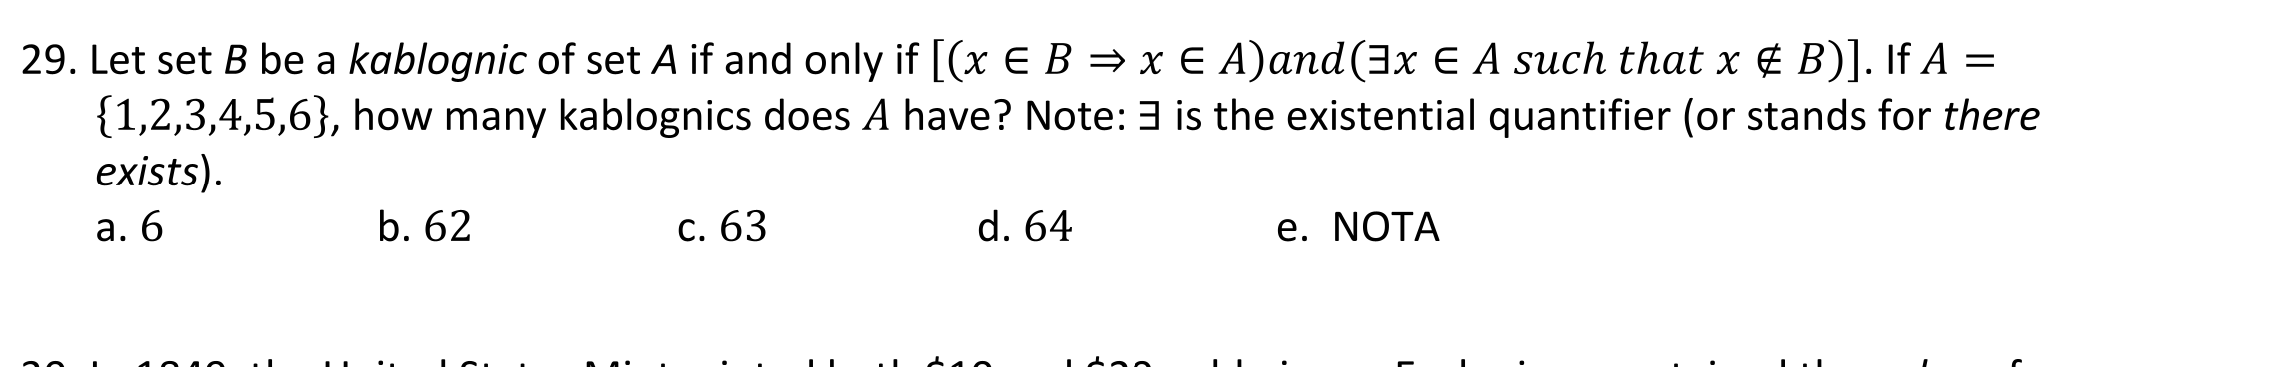 29. Let set B be a kablognic of set A if and only if [(x ∈ B ⇒ x ∈ A)and(∃x ∈ A such that x ∉ B)]. If A =
{1,2,3,4,5,6}, how many kablognics does A have? Note: ∃ is the existential quantifier (or stands for there
exists).
a. 6 b. 62 c. 63 d. 64 e. NOTA